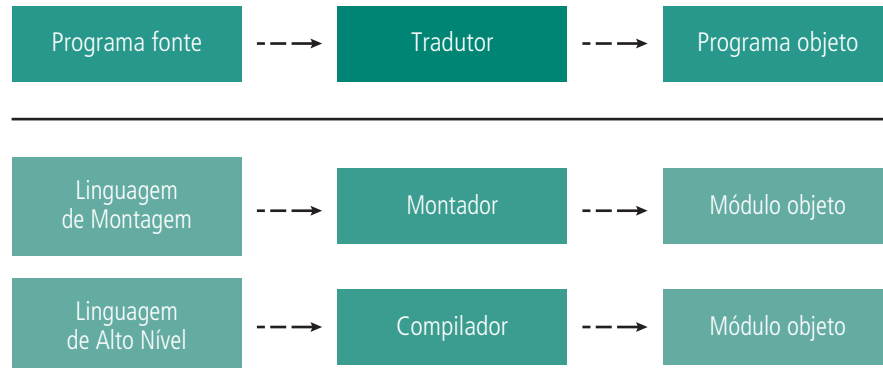 Programa fonte
Tradutor
Programa objeto
Linguagem
de Montagem
Montador
Módulo objeto
Linguagem
de Alto Nível
Compilador
Módulo objeto